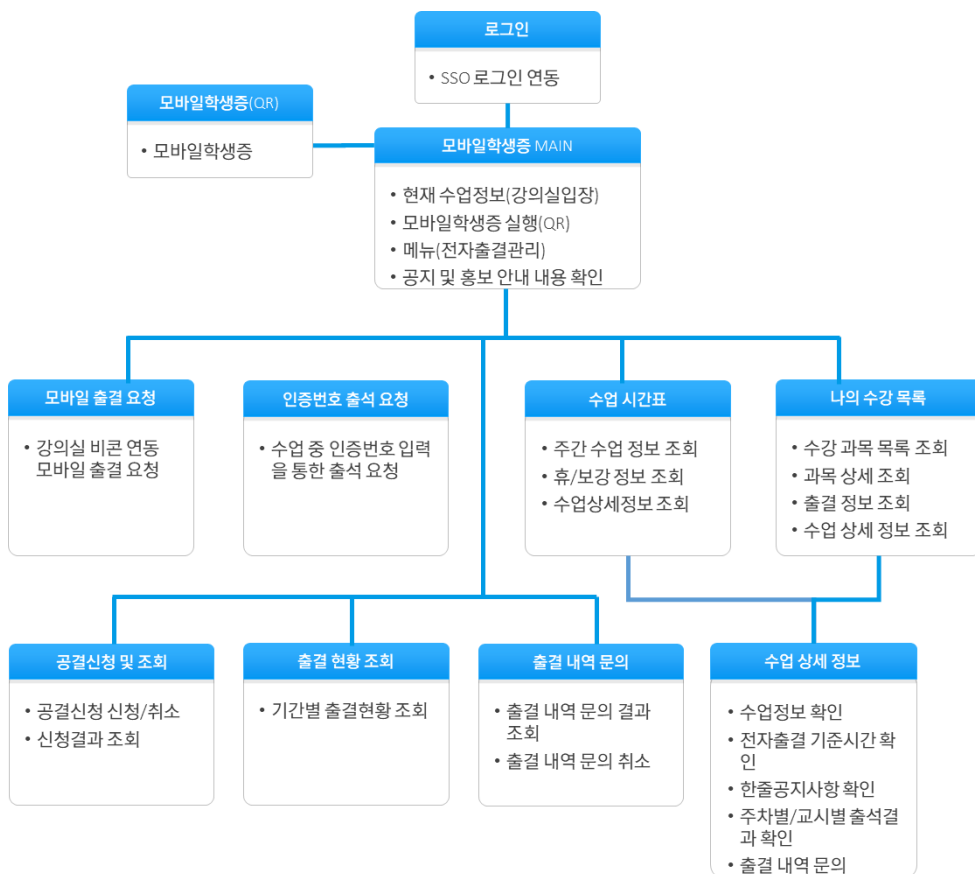 로그인
• SSO 로그인 연동
모바일학생증(QR)
• 모바일학생증
모바일학생증 MAIN
• 현재 수업정보(강의실입장)
• 모바일학생증 실행(QR)
• 메뉴(전자출결관리)
• 공지 및 홍보 안내 내용 확인
모바일 출결 요청
• 강의실 비콘 연동
모바일 출결 요청
인증번호 출석 요청
• 수업 중 인증번호 입력
을 통한 출석 요청
수업 시간표
• 주간 수업 정보 조회
• 휴/보강 정보 조회
• 수업상세정보 조회
나의 수강 목록
• 수강 과목 목록 조회
• 과목 상세 조회
• 출결 정보 조회
• 수업 상세 정보 조회
공결신청 및 조회
• 공결신청 신청/취소
• 신청결과 조회
출결 현황 조회
• 기간별 출결현황 조회
출결 내역 문의
• 출결 내역 문의 결과
조회
• 출결 내역 문의 취소
수업 상세 정보
• 수업정보 확인
• 전자출결 기준시간 확
인
• 한줄공지사항 확인
• 주차별/교시별 출석결
과 확인
• 출결 내역 문의